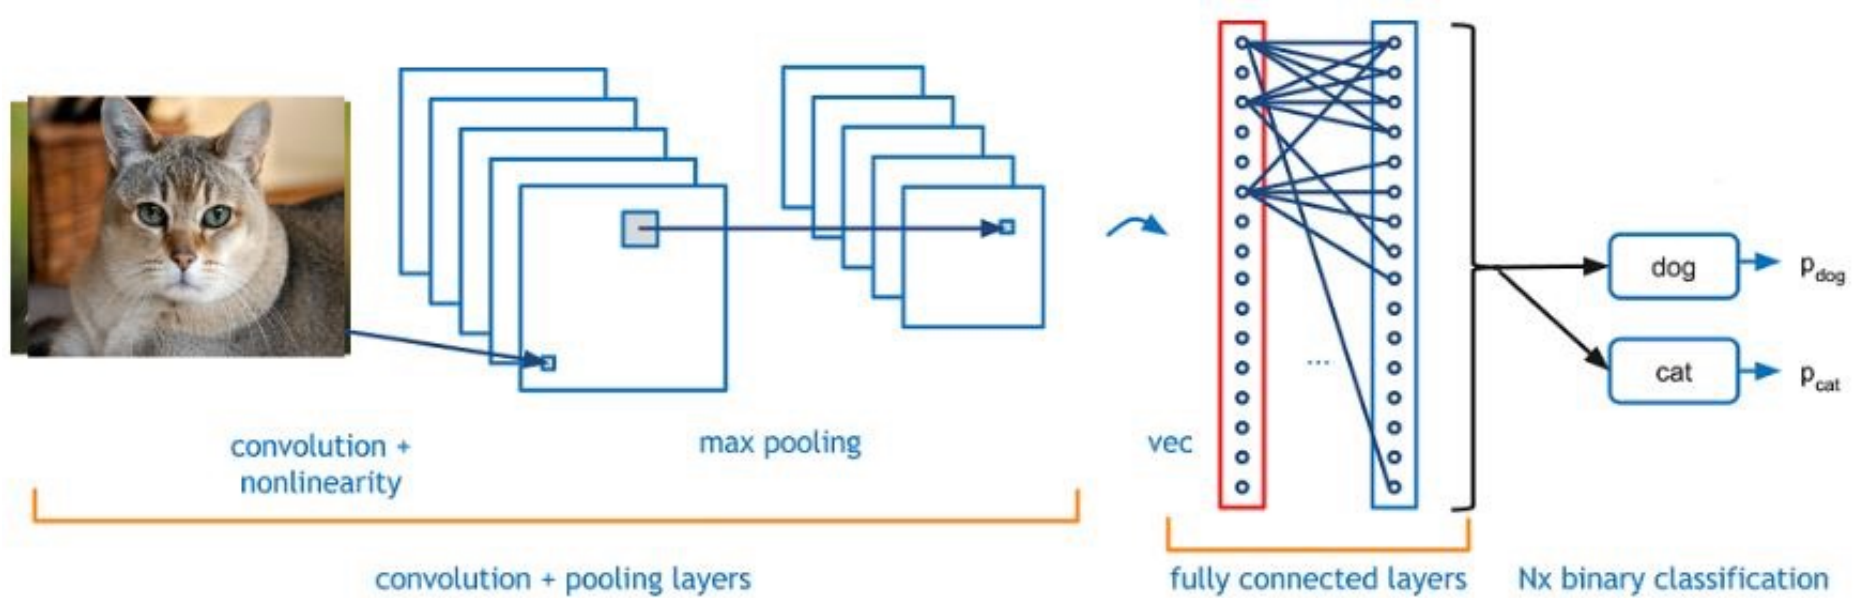 convolution +
nonlinearity
max pooling
vec
...
dog
p_dog
cat
p_cat
convolution + pooling layers
fully connected layers
Nx binary classification